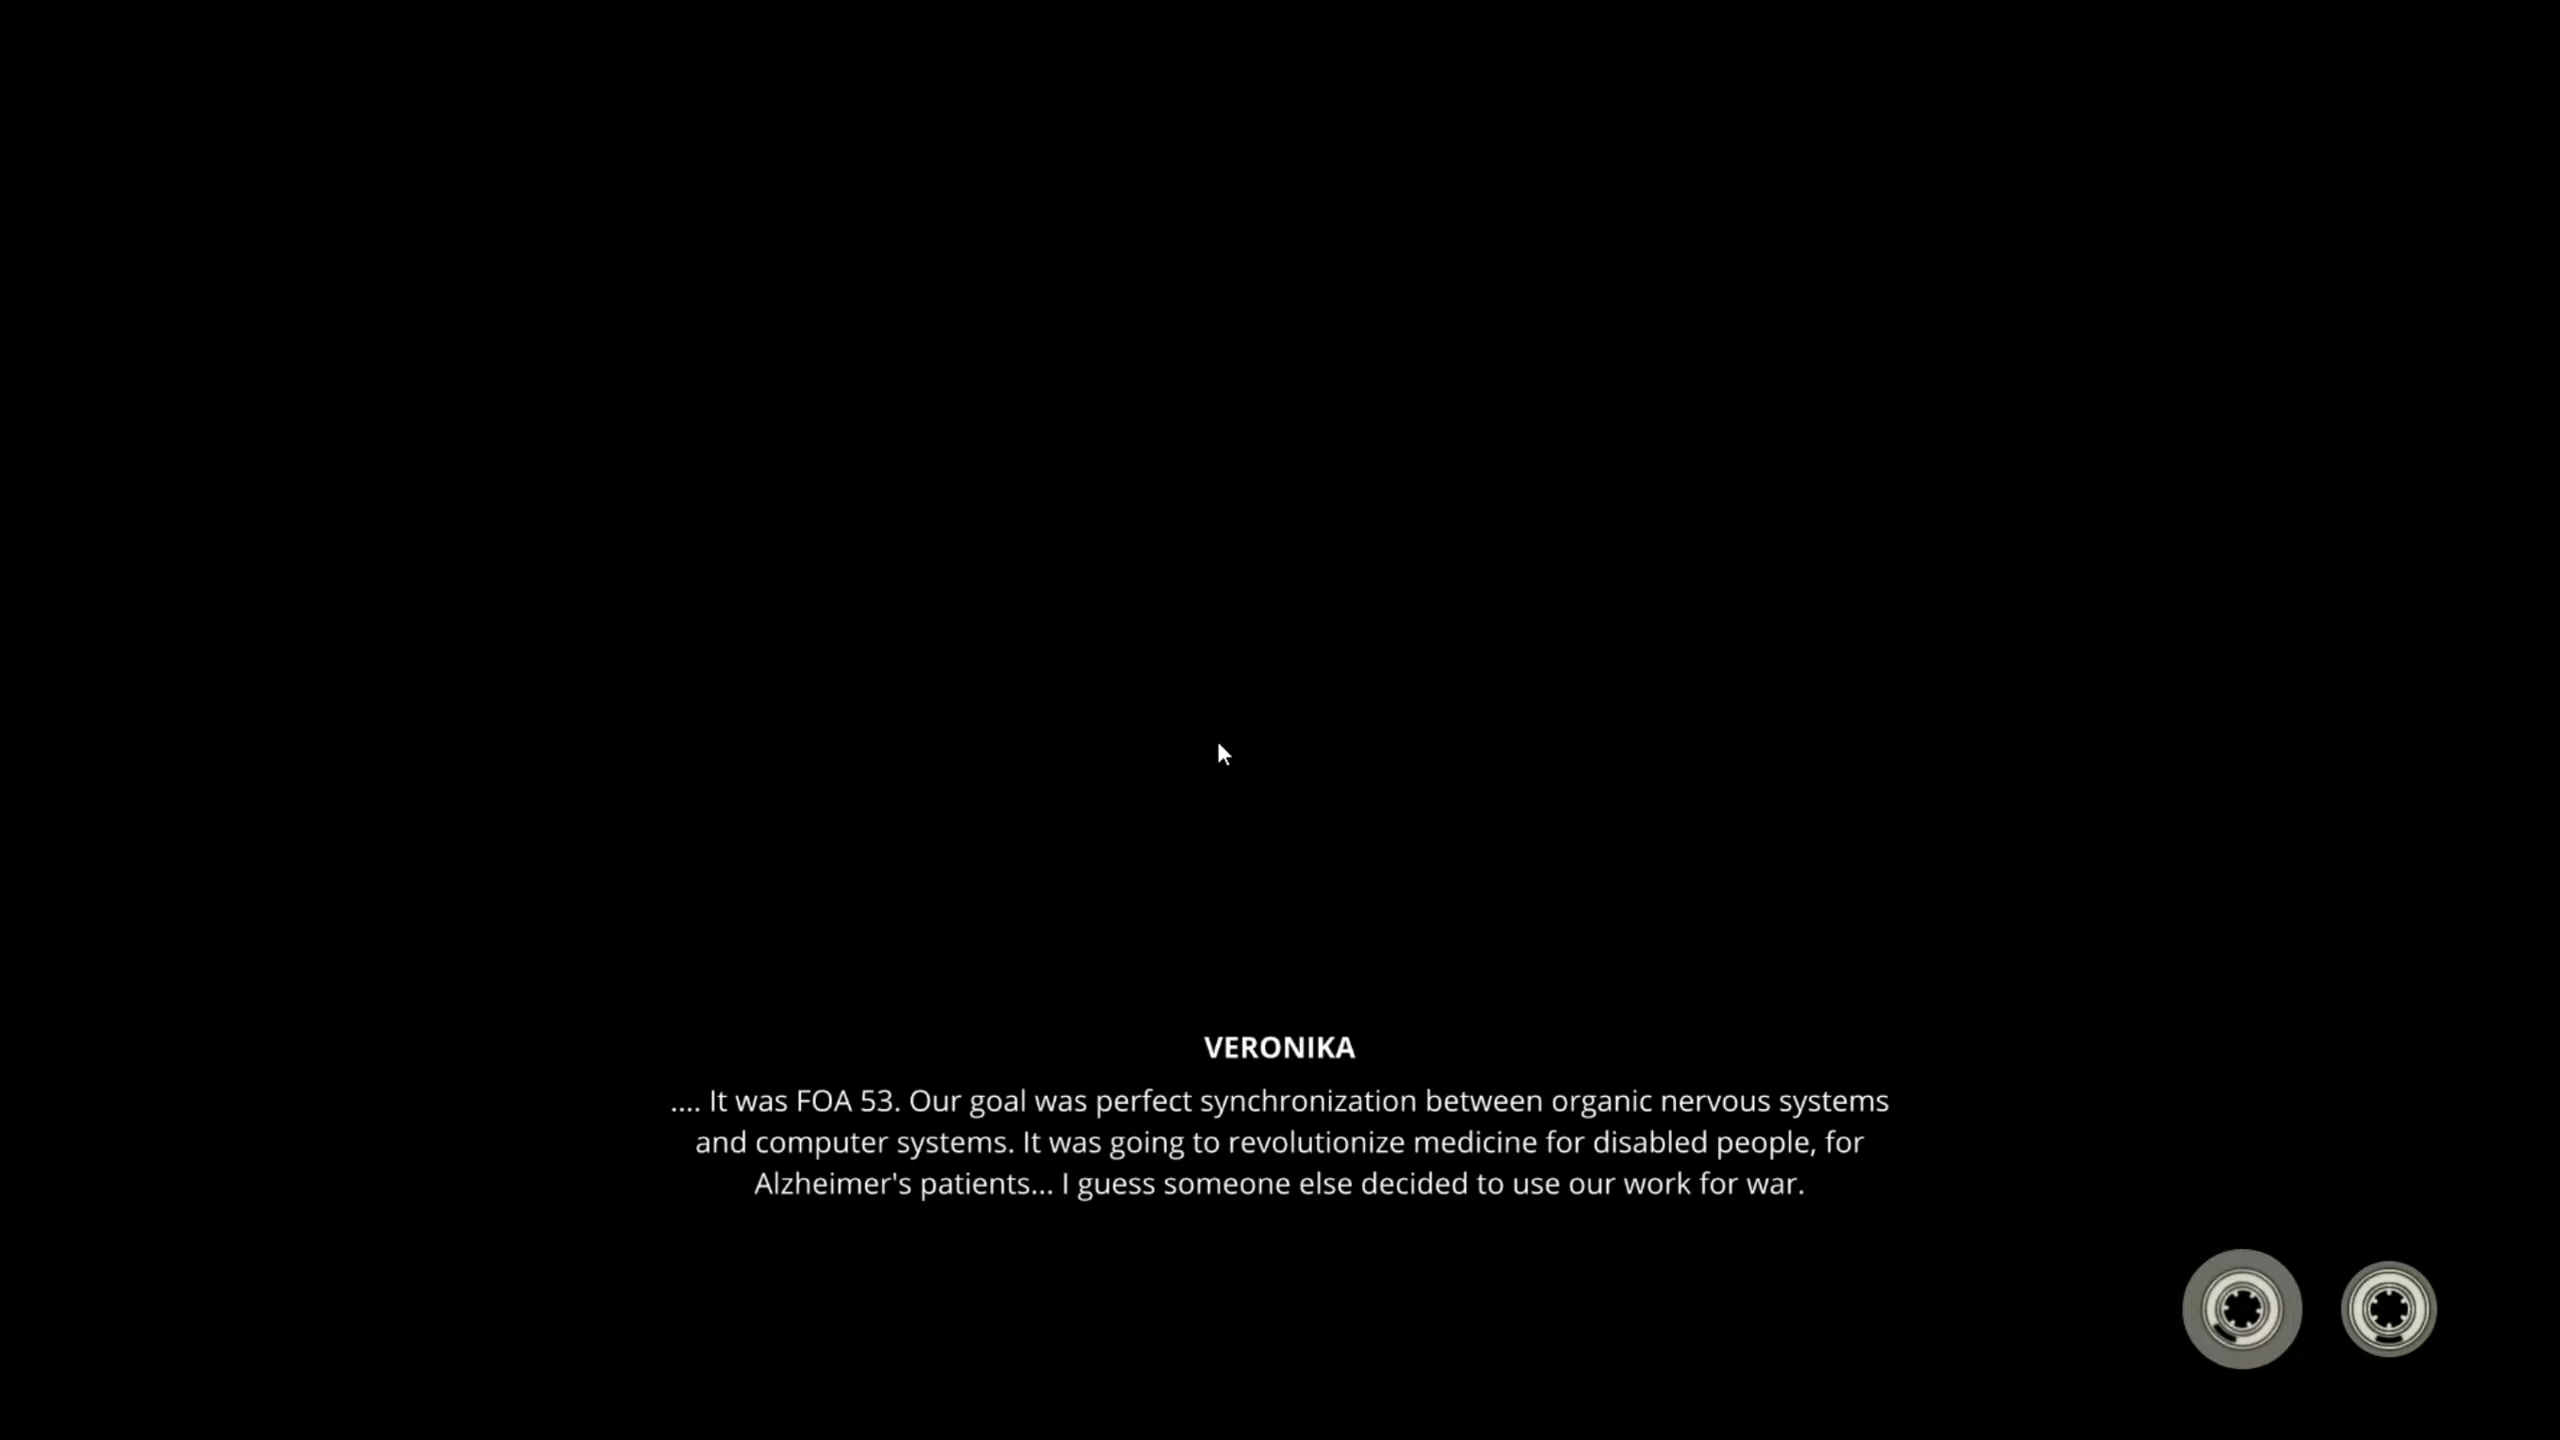 VERONIKA
.... It was FOA 53. Our goal was perfect synchronization between organic nervous systems
and computer systems. It was going to revolutionize medicine for disabled people, for
Alzheimer's patients... I guess someone else decided to use our work for war.